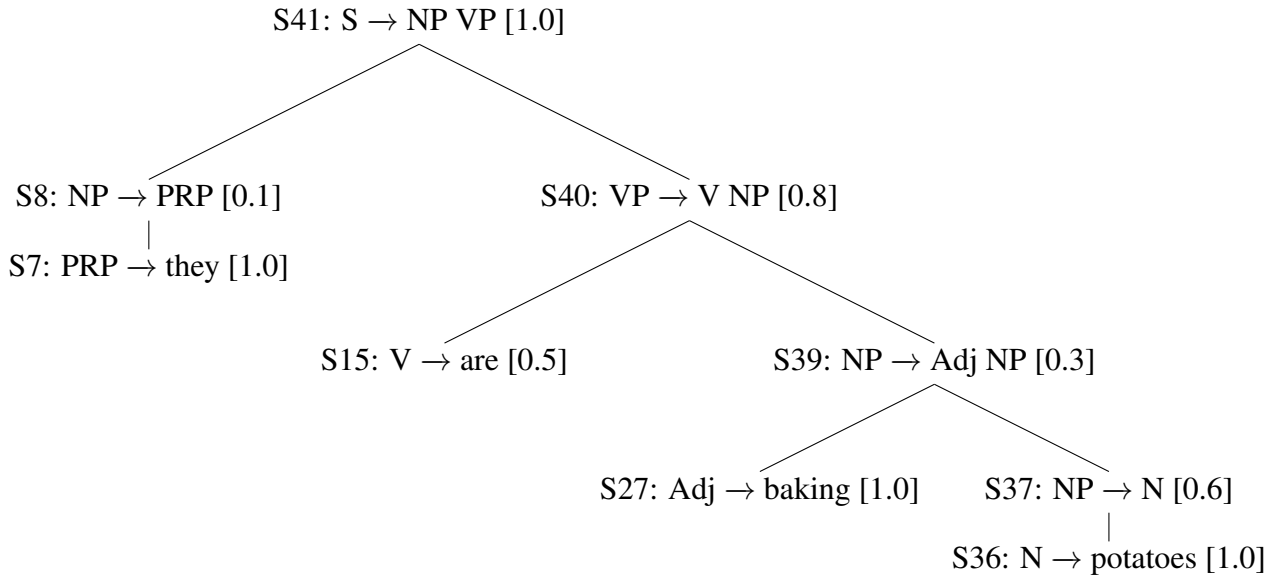 S41: S → NP VP [1.0]
S8: NP → PRP [0.1]
S40: VP → V NP [0.8]
S7: PRP → they [1.0]
S15: V → are [0.5]
S39: NP → Adj NP [0.3]
S27: Adj → baking [1.0]
S37: NP → N [0.6]
S36: N → potatoes [1.0]